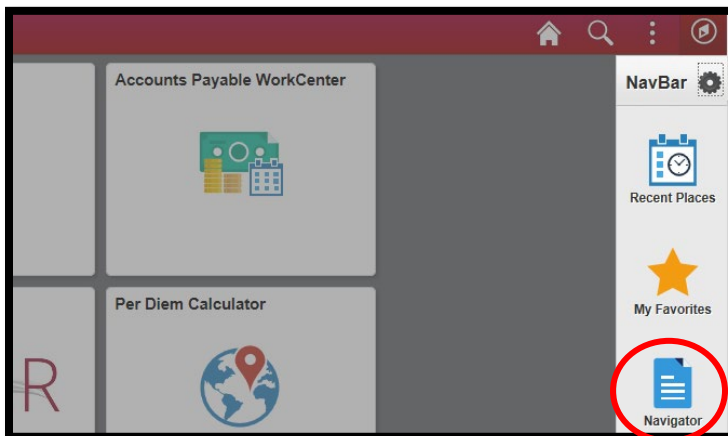 Accounts Payable WorkCenter
NavBar
Recent Places
My Favorites
Per Diem Calculator
R
Navigator